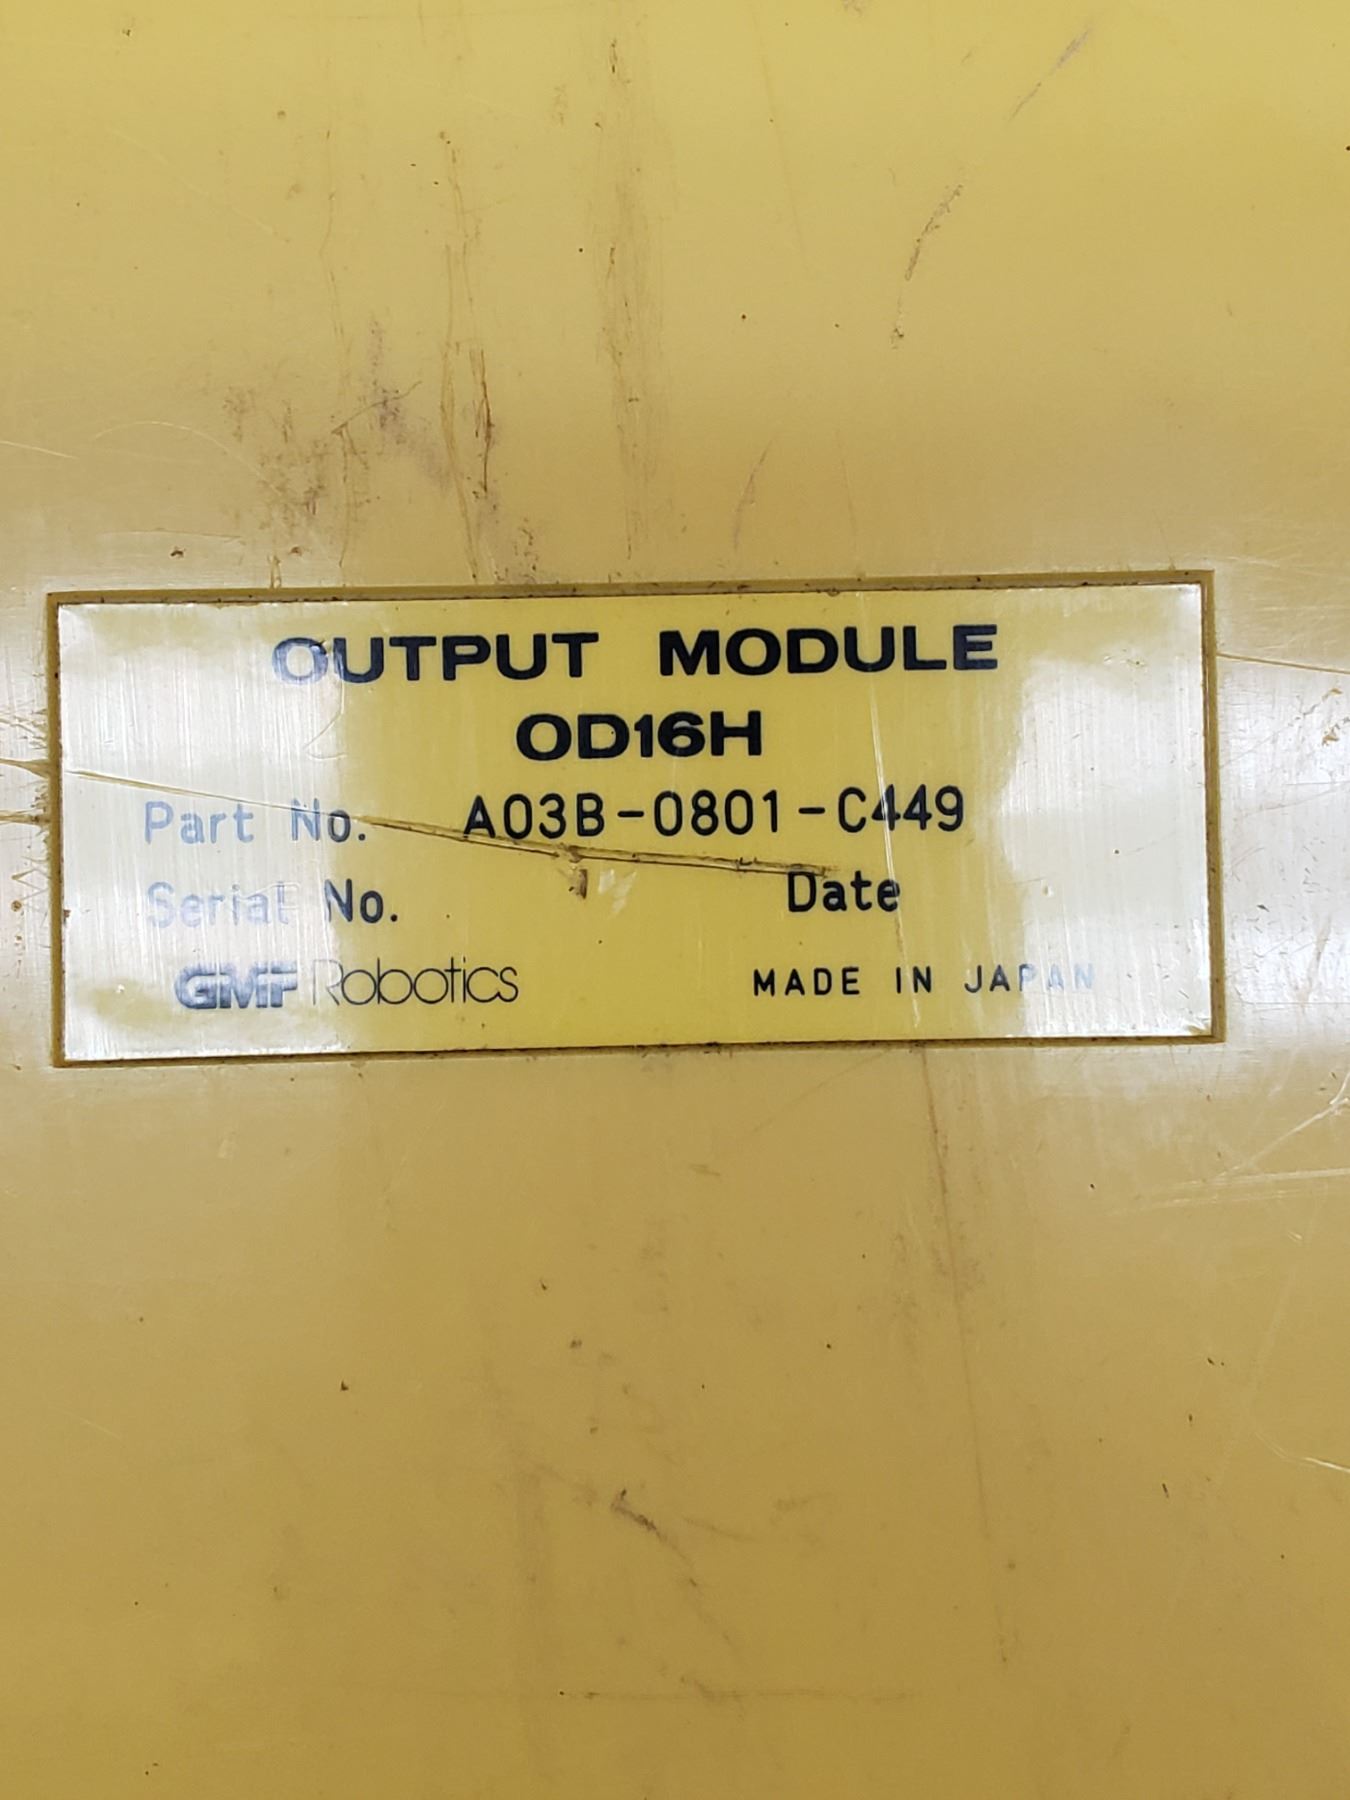 OUTPUT MODULE
OD16H
Part No. A03B-0801-C449
Serial No. Date
GMF Robotics MADE IN JAPAN